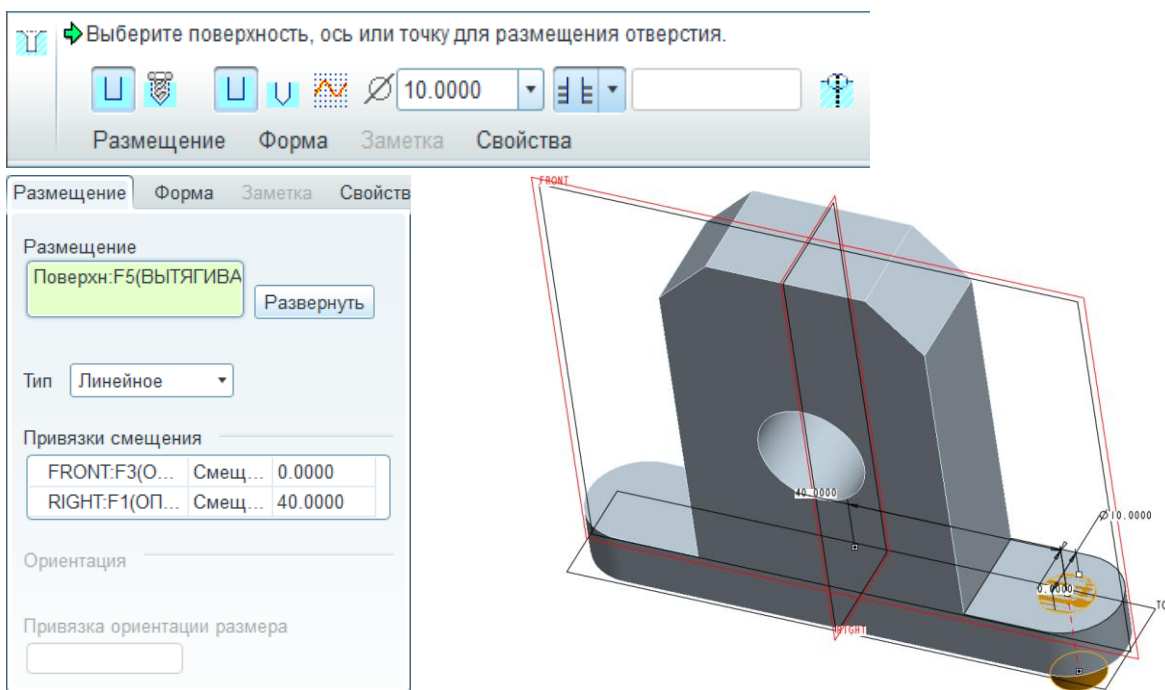 Выберите поверхность, ось или точку для размещения отверстия.
10.0000
Размещение Форма Заметка Свойства
Размещение Форма Заметка Свойств
Размещение
Поверхн:F5(ВЫТЯГИВА
Развернуть
Тип Линейное
Привязки смещения
FRONT:F3(О... Смещ... 0.0000
RIGHT:F1(ОП... Смещ... 40.0000
Ориентация
Привязка ориентации размера
FRONT
40.0000
Ø10.0000
0.0000
TO
RIGHT